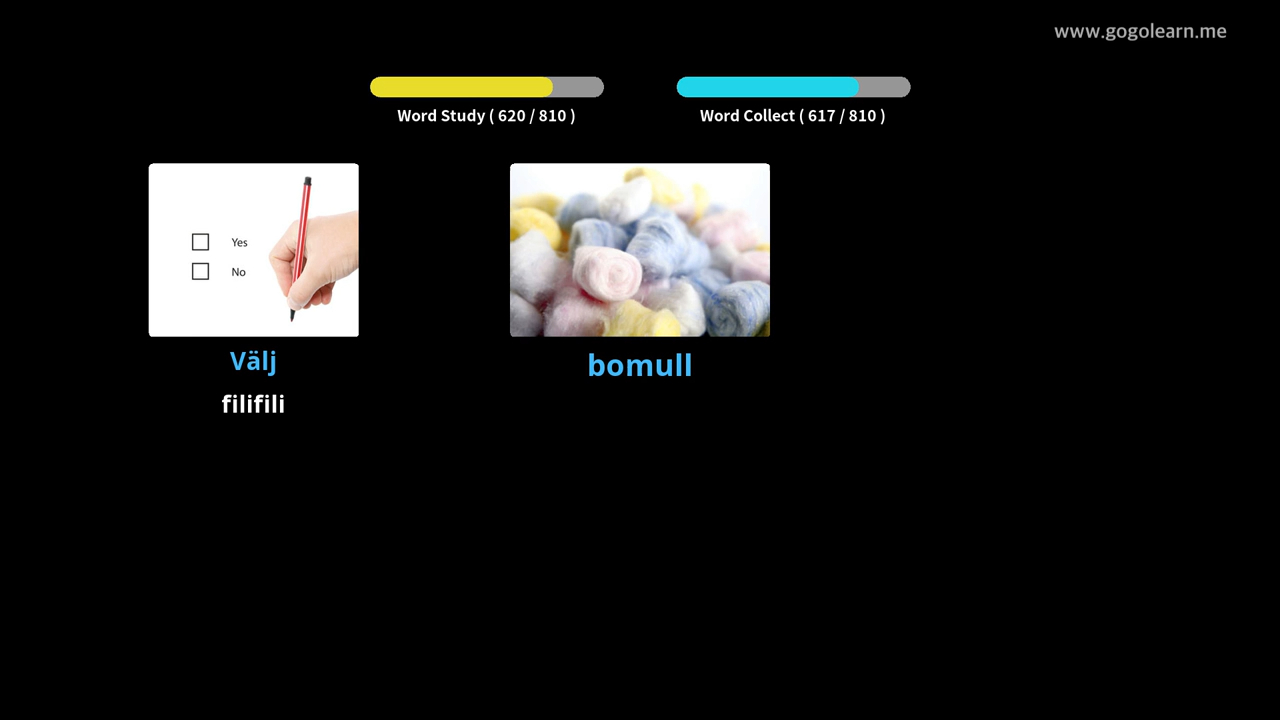 www.gogolearn.me
Word Study ( 620 / 810 )
Word Collect ( 617 / 810 )
Yes
No
Välj
filifili
bomull